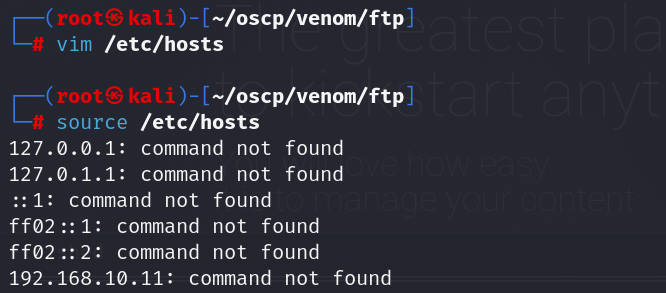 ┌──(root㉿kali)-[~/oscp/venom/ftp]
└─# vim /etc/hosts
┌──(root㉿kali)-[~/oscp/venom/ftp]
└─# source /etc/hosts
127.0.0.1: command not found
127.0.1.1: command not found
::1: command not found
ff02::1: command not found
ff02::2: command not found
192.168.10.11: command not found
The greatest pla
to kickstart anyt
love how easy
to manage your content